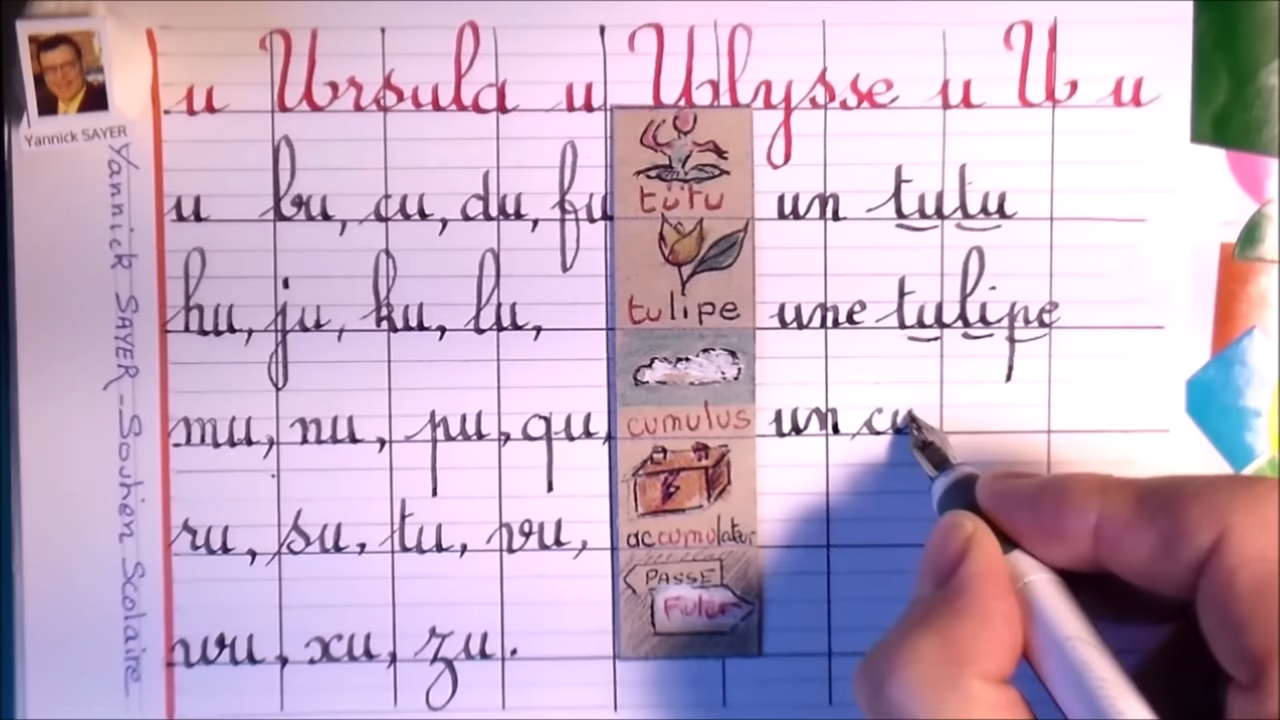 Yannick SAYER
Yannick SAYER - Soutien Scolaire
u Ursula u Ulysse u U u
u bu, cu, du, fu
tutu
un tutu
hu, ju, ku, lu,
tulipe
une tulipe
mu, nu, pu, qu,
cumulus
un cu
ru, su, tu, vu,
accumulateur
PASSE
Futur
wu, xu, zu.